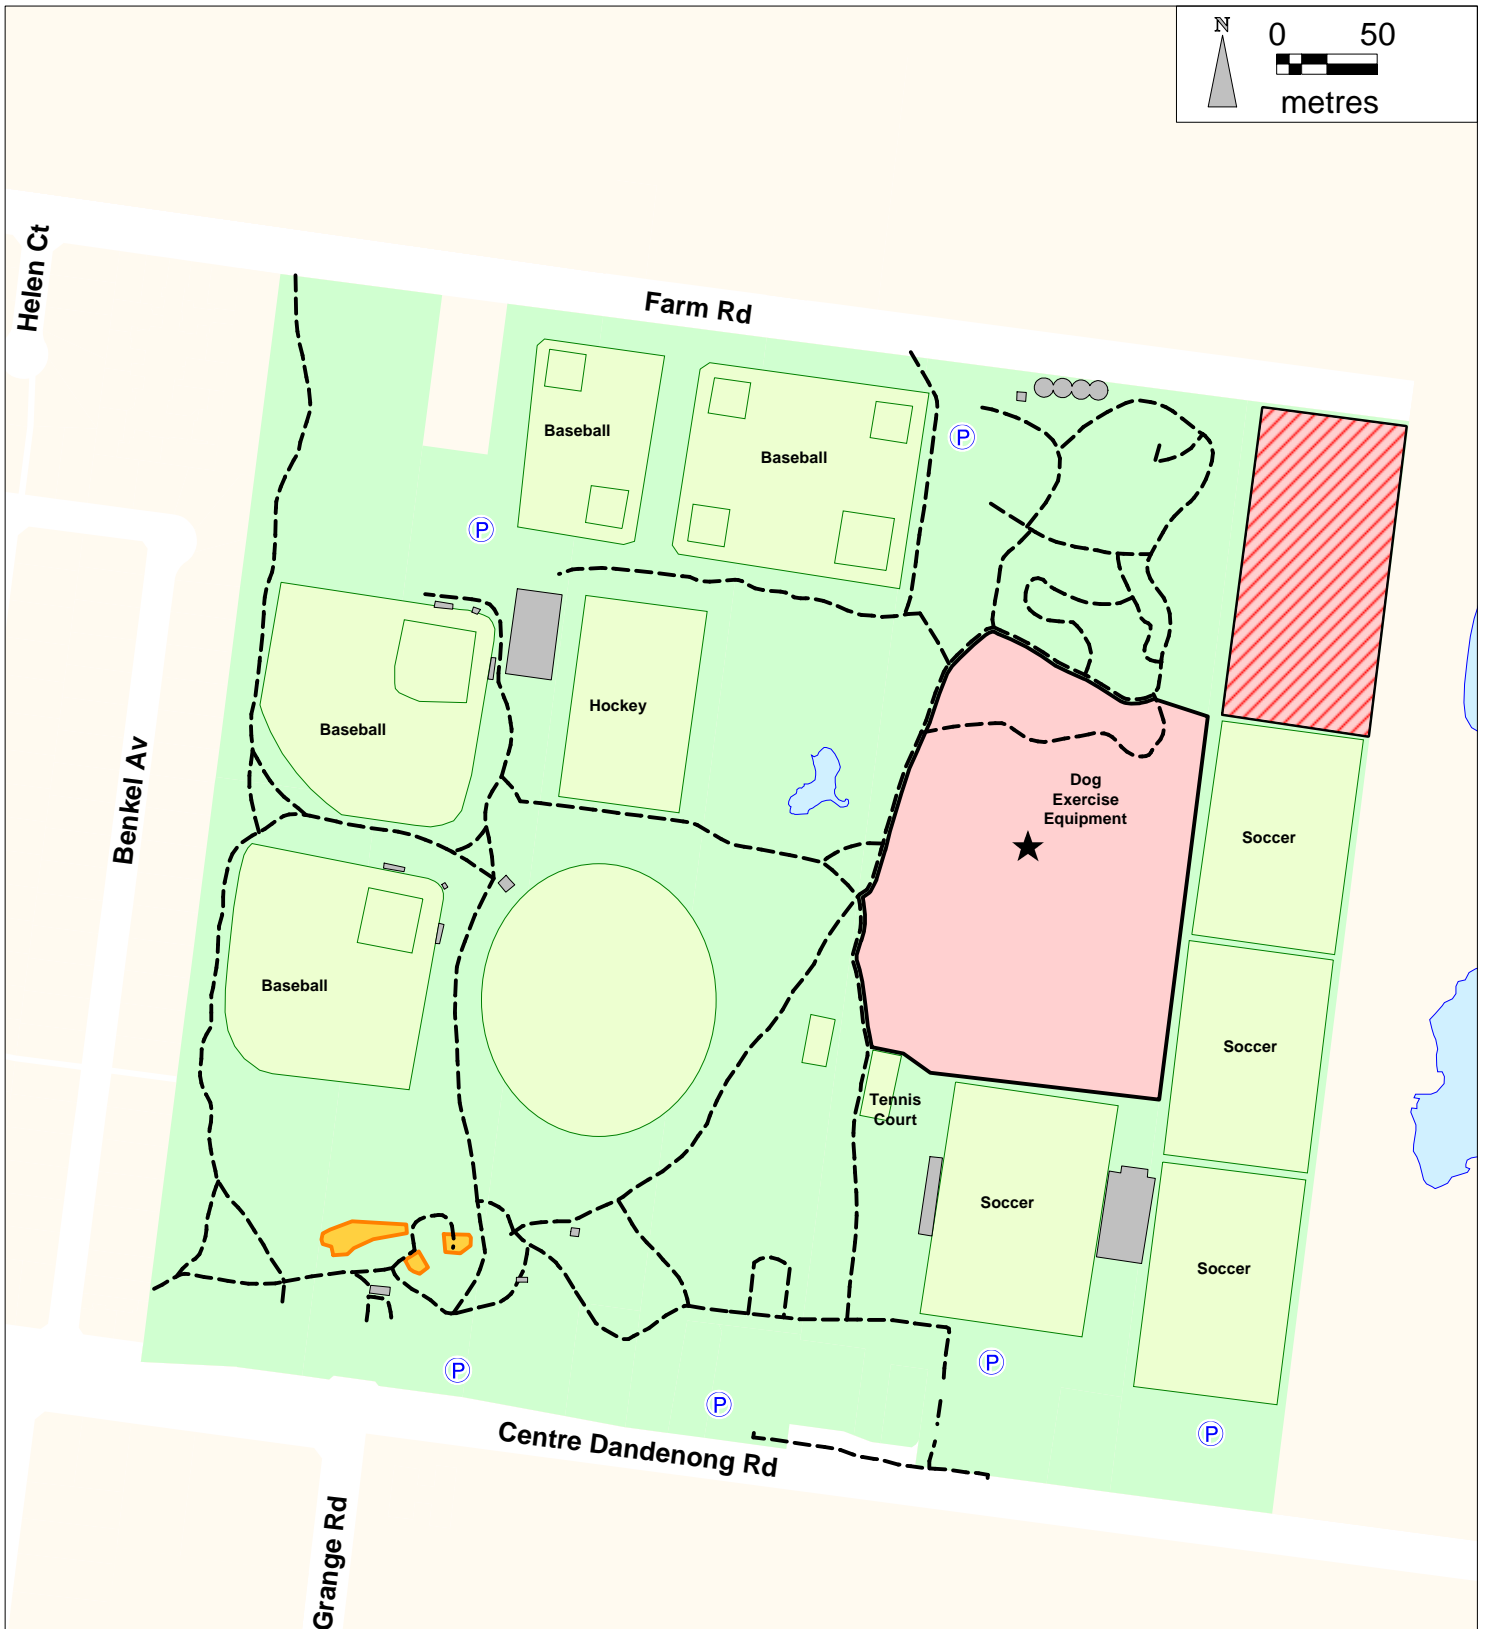 N
0 50
metres
Helen Ct
Farm Rd
Baseball
P
Baseball
P
Hockey
Baseball
Benkel Av
Dog
Exercise
Equipment
Soccer
Baseball
Soccer
Tennis
Court
Soccer
Soccer
P
P
P
P
Centre Dandenong Rd
Grange Rd